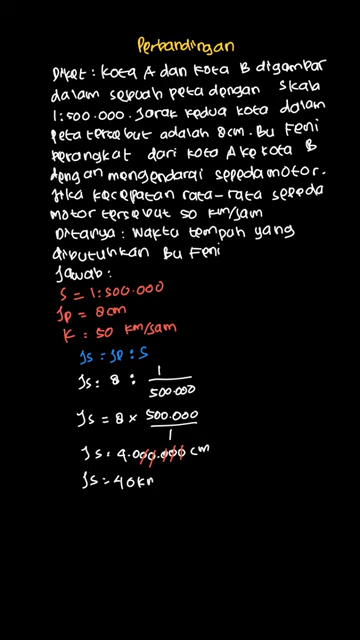 Perbandingan
Diket : Kota A dan Kota B digambar
dalam sebuah peta dengan skala
1:500.000. Jarak kedua kota dalam
peta tersebut adalah 8cm. Bu Feni
berangkat dari Kota A ke Kota B
dengan mengendarai sepeda motor.
Jika kecepatan rata-rata sepeda
motor tersebut 50 km/jam
Ditanya : Waktu tempuh yang
dibutuhkan Bu Feni
Jawab :
S = 1:500.000
Jp = 8cm
K = 50 km/jam
Js = Jp : S
Js = 8 : 1/500.000
Js = 8 x 500.000/1
Js = 4.000.000 cm
Js = 40 km